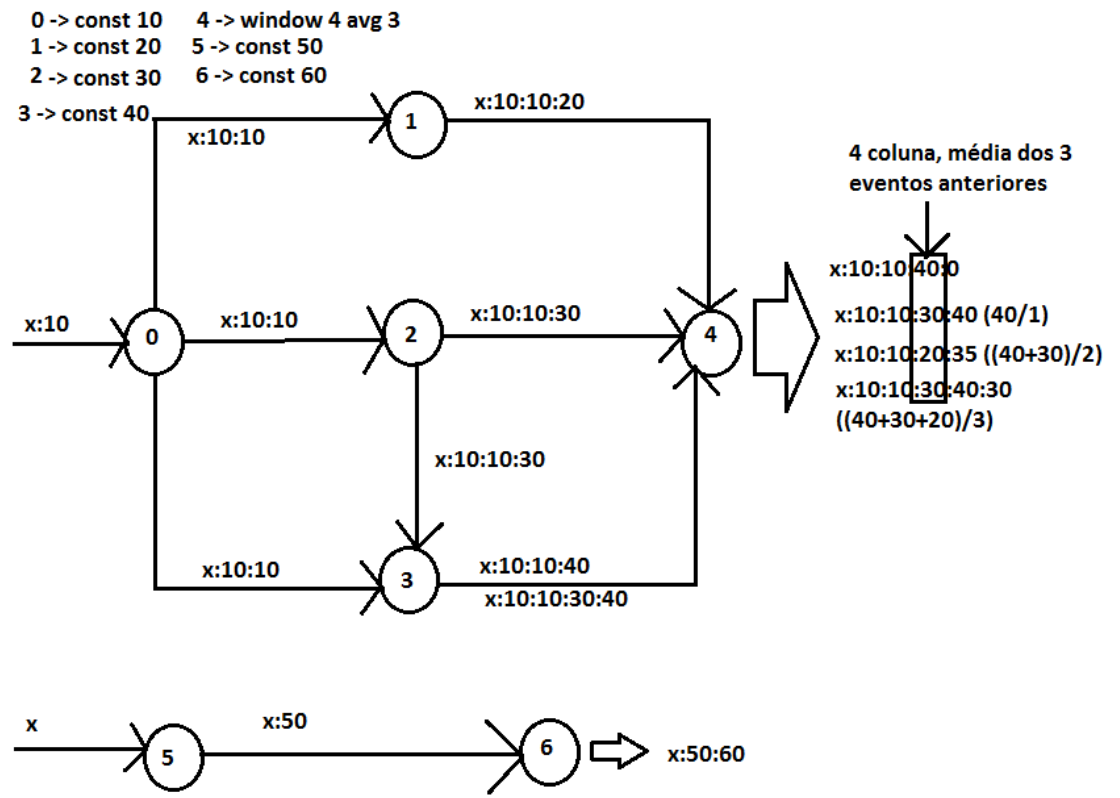 0 -> const 10 4 -> window 4 avg 3
1 -> const 20 5 -> const 50
2 -> const 30 6 -> const 60
3 -> const 40
x:10:10
1
x:10:10:20
4 coluna, média dos 3
eventos anteriores
x:10
0
x:10:10
2
x:10:10:30
4
x:10:10:40:0
x:10:10:30:40 (40/1)
x:10:10:20:35 ((40+30)/2)
x:10:10:30:40:30
((40+30+20)/3)
x:10:10:30
x:10:10
3
x:10:10:40
x:10:10:30:40
x
5
x:50
6
x:50:60